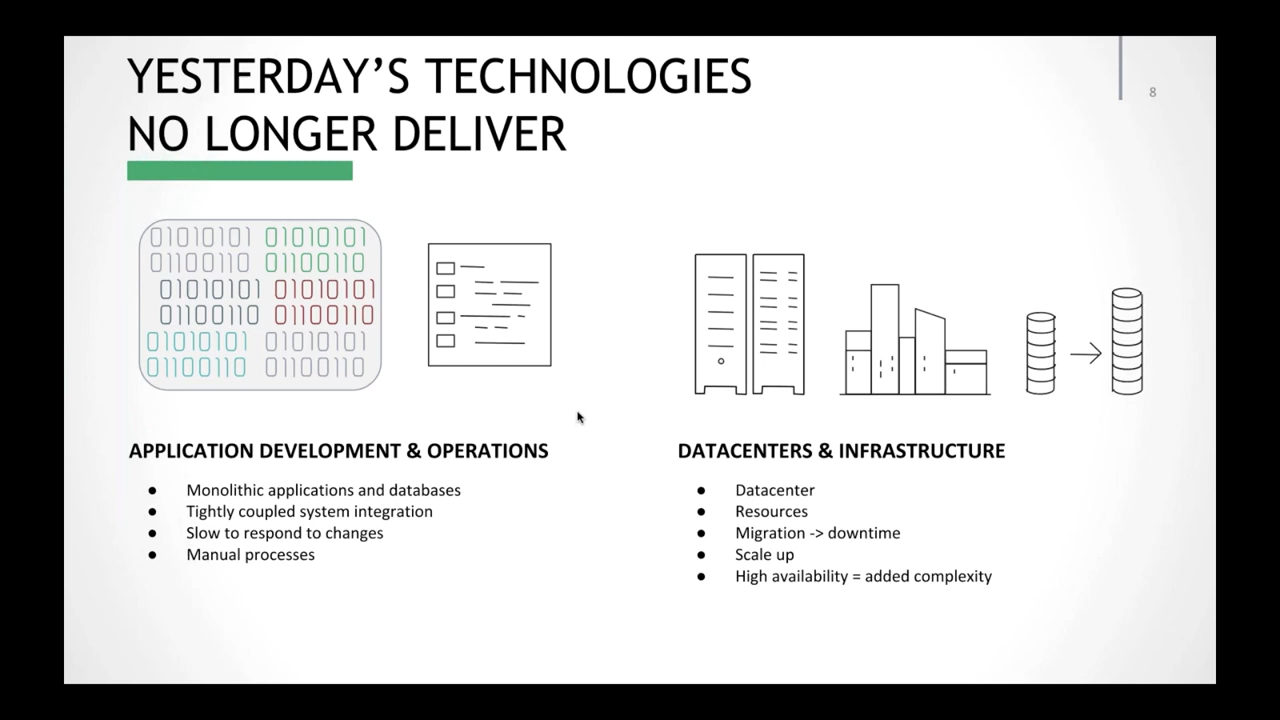 YESTERDAY’S TECHNOLOGIES
NO LONGER DELIVER
8
01010101 01010101
01100110 01100110
01010101 01010101
01100110 01100110
01010101 01010101
01100110 01100110
APPLICATION DEVELOPMENT & OPERATIONS
● Monolithic applications and databases
● Tightly coupled system integration
● Slow to respond to changes
● Manual processes
DATACENTERS & INFRASTRUCTURE
● Datacenter
● Resources
● Migration -> downtime
● Scale up
● High availability = added complexity